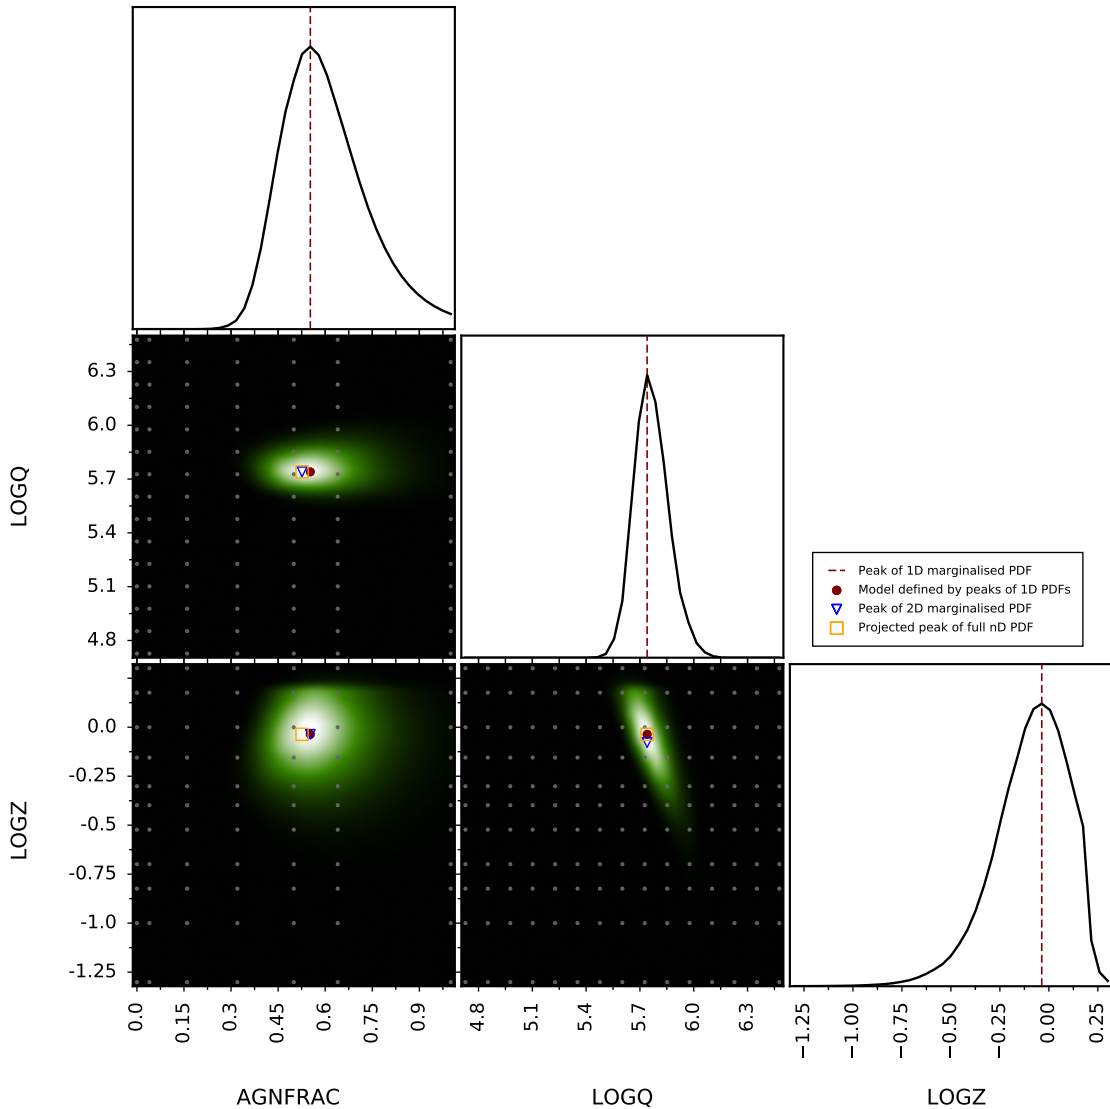 6.3
6.0
LOGQ
5.7
5.4
5.1
4.8
Peak of 1D marginalised PDF
Model defined by peaks of 1D PDFs
Peak of 2D marginalised PDF
Projected peak of full nD PDF
0.0
-0.25
LOGZ
-0.5
-0.75
-1.0
-1.25
0.0 0.15 0.3 0.45 0.6 0.75 0.9
4.8 5.1 5.4 5.7 6.0 6.3
−1.25 −1.00 −0.75 −0.50 −0.25 0.00 0.25
AGNFRAC LOGQ LOGZ